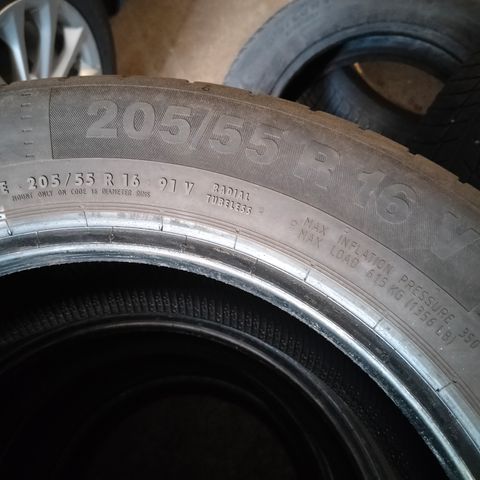 205/55 R 16 V
205/55 R 16 91 V
MOUNT ONLY ON CODE 16 DIAMETER RIMS
RADIAL
TUBELESS
MAX INFLATION PRESSURE 350
MAX LOAD 615 KG (1356 LB)